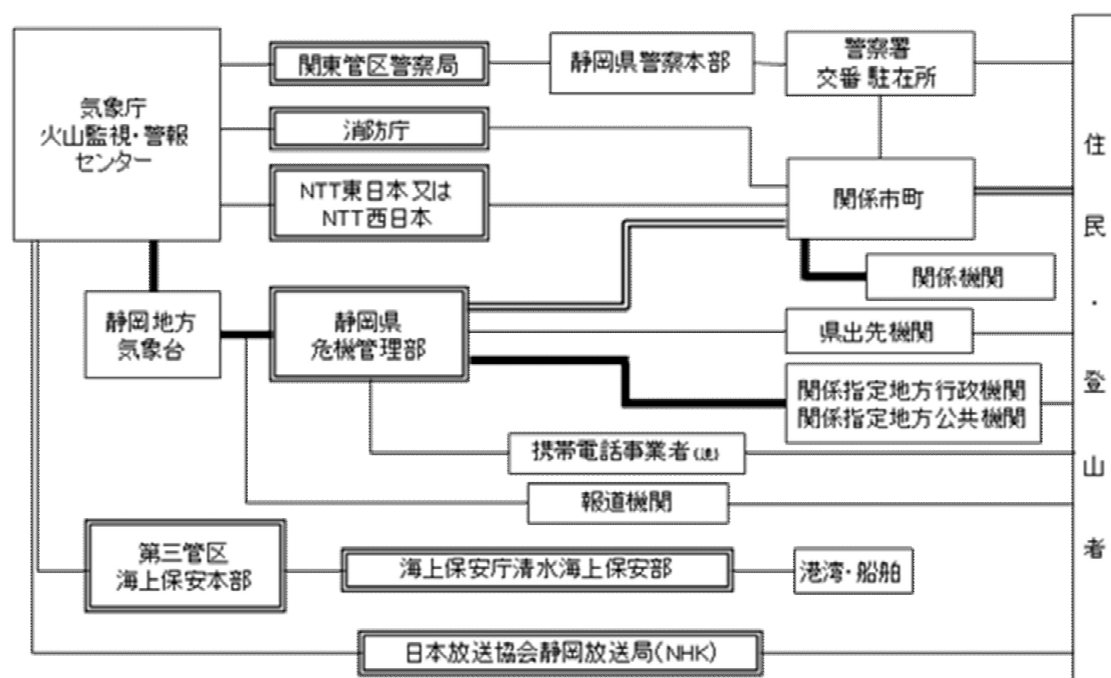 気象庁
火山監視・警報
センター
関東管区警察局
静岡県警察本部
警察署
交番 駐在所
消防庁
NTT東日本又は
NTT西日本
関係市町
関係機関
静岡地方
気象台
静岡県
危機管理部
県出先機関
関係指定地方行政機関
関係指定地方公共機関
携帯電話事業者
報道機関
第三管区
海上保安本部
海上保安庁清水海上保安部
港湾・船舶
日本放送協会静岡放送局(NHK)
住民・登山者